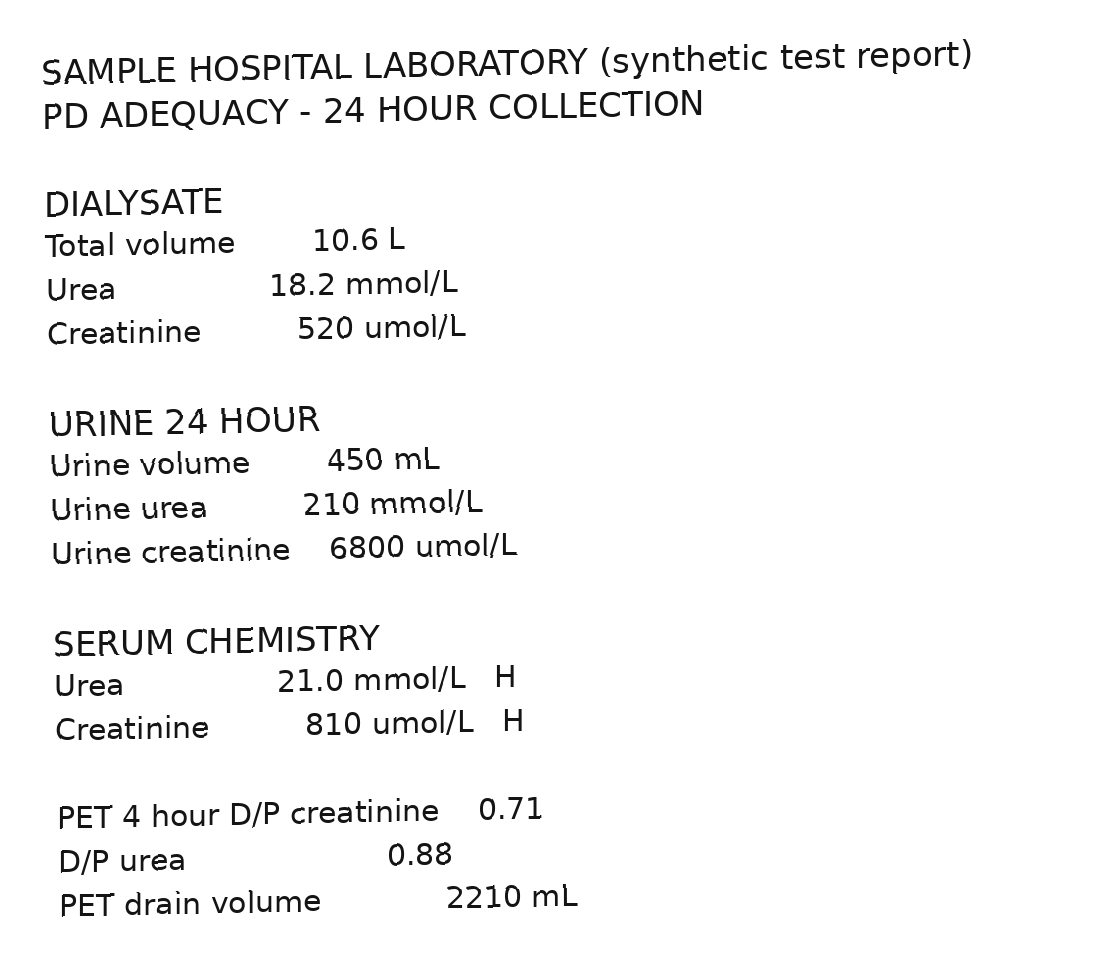 SAMPLE HOSPITAL LABORATORY (synthetic test report)
PD ADEQUACY - 24 HOUR COLLECTION
DIALYSATE
Total volume 10.6 L
Urea 18.2 mmol/L
Creatinine 520 umol/L
URINE 24 HOUR
Urine volume 450 mL
Urine urea 210 mmol/L
Urine creatinine 6800 umol/L
SERUM CHEMISTRY
Urea 21.0 mmol/L H
Creatinine 810 umol/L H
PET 4 hour D/P creatinine 0.71
D/P urea 0.88
PET drain volume 2210 mL